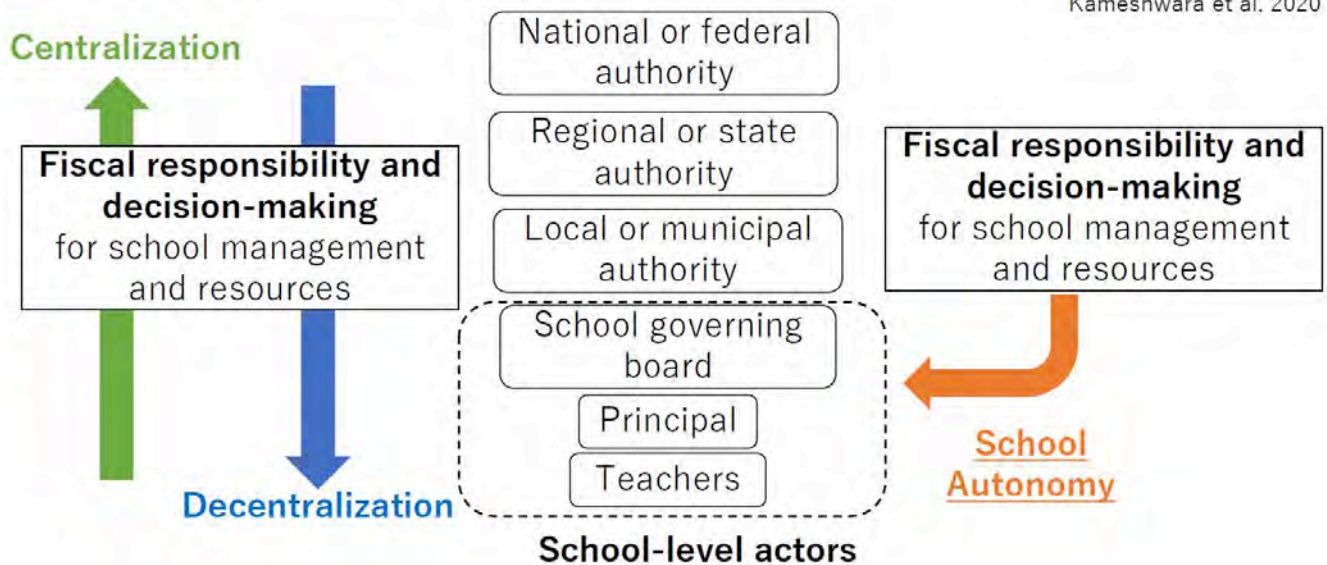 Kameshwara et al. 2020
Centralization
National or federal
authority
Regional or state
authority
Local or municipal
authority
School governing
board
Principal
Teachers
School-level actors
Fiscal responsibility and
decision-making
for school management
and resources
Decentralization
Fiscal responsibility and
decision-making
for school management
and resources
School
Autonomy